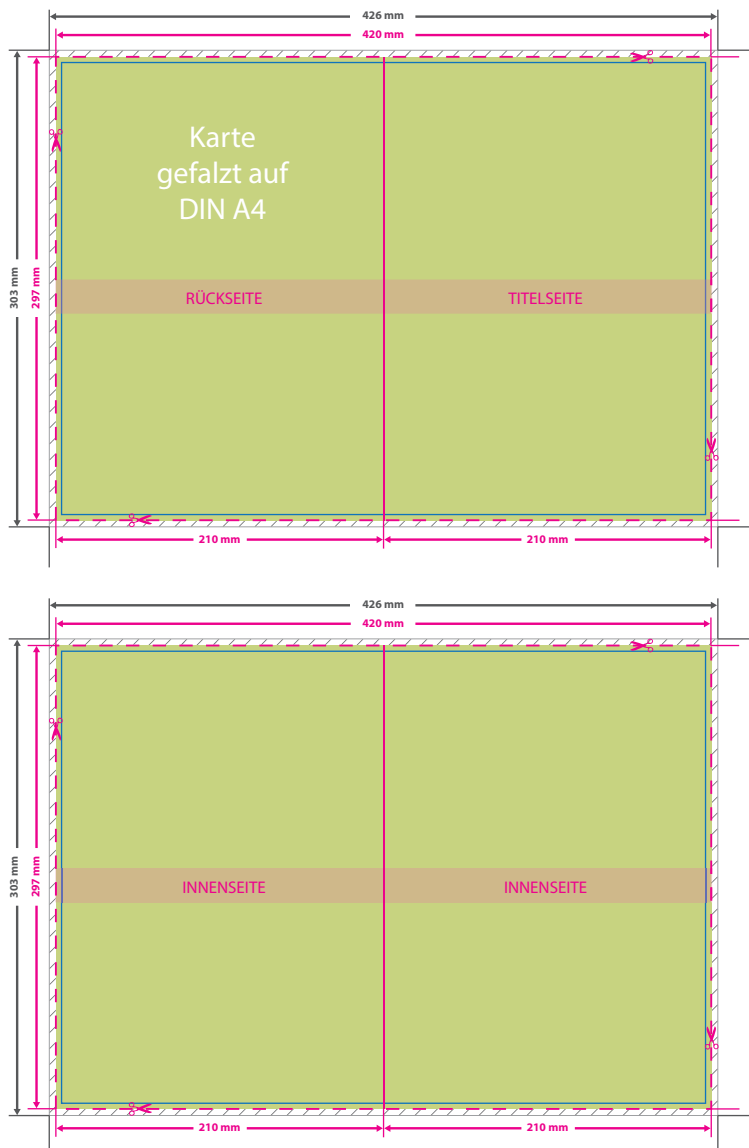 426 mm
420 mm
303 mm
297 mm
Karte
gefalzt auf
DIN A4
RÜCKSEITE
TITELSEITE
210 mm
210 mm
426 mm
420 mm
303 mm
297 mm
INNENSEITE
INNENSEITE
210 mm
210 mm